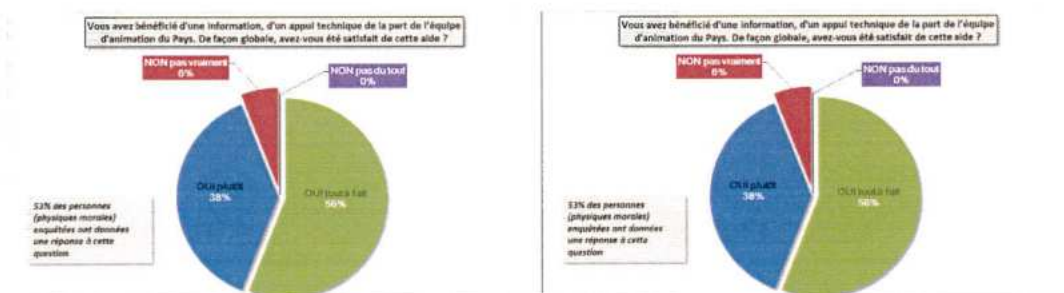 Vous avez bénéficié d'une information, d'un appui technique de la part de l'équipe
d'animation du Pays. De façon globale, avez-vous été satisfait de cette aide ?
NON pas vraiment
6%
NON pas du tout
0%
OUI plutôt
38%
OUI tout à fait
56%
53% des personnes
(physiques morales)
enquêtées ont données
une réponse à cette
question
Vous avez bénéficié d'une information, d'un appui technique de la part de l'équipe
d'animation du Pays. De façon globale, avez-vous été satisfait de cette aide ?
NON pas vraiment
6%
NON pas du tout
0%
OUI plutôt
38%
OUI tout à fait
56%
53% des personnes
(physiques morales)
enquêtées ont données
une réponse à cette
question